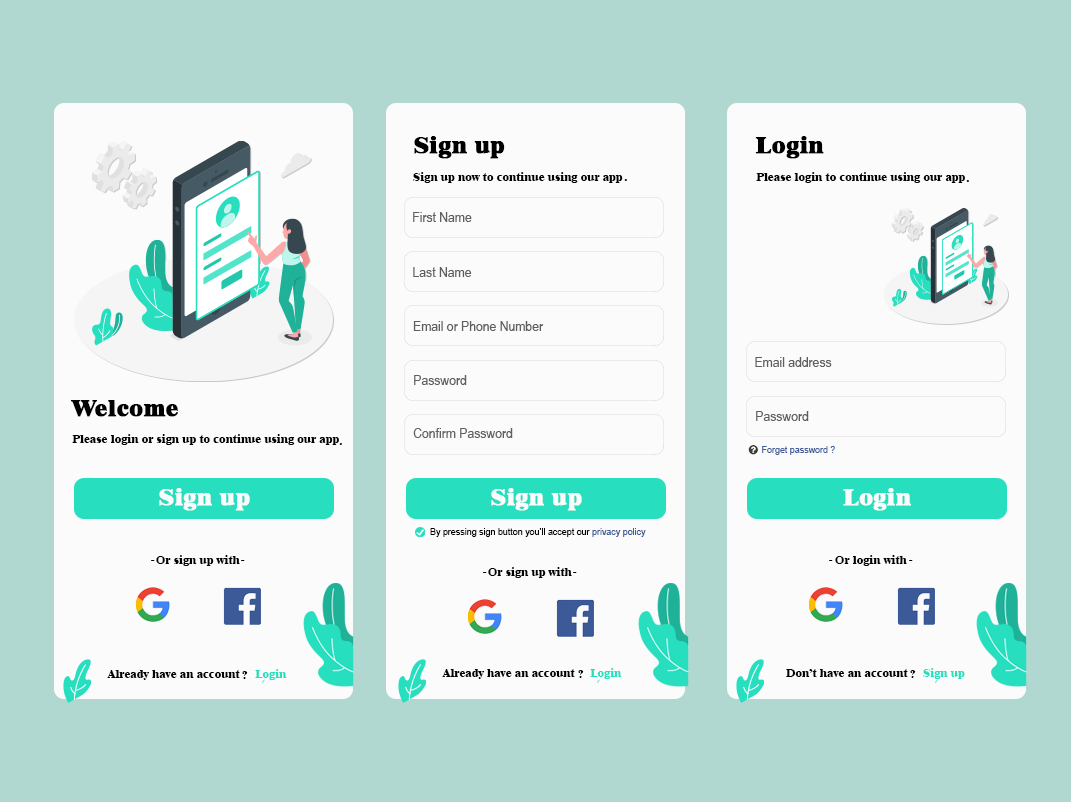 Welcome
Please login or sign up to continue using our app.
Sign up
-Or sign up with-
Already have an account ? Login
Sign up
Sign up now to continue using our app.
First Name
Last Name
Email or Phone Number
Password
Confirm Password
Sign up
By pressing sign button you'll accept our privacy policy
-Or sign up with-
Already have an account ? Login
Login
Please login to continue using our app.
Email address
Password
Forget password ?
Login
- Or login with-
Don't have an account ? Sign up